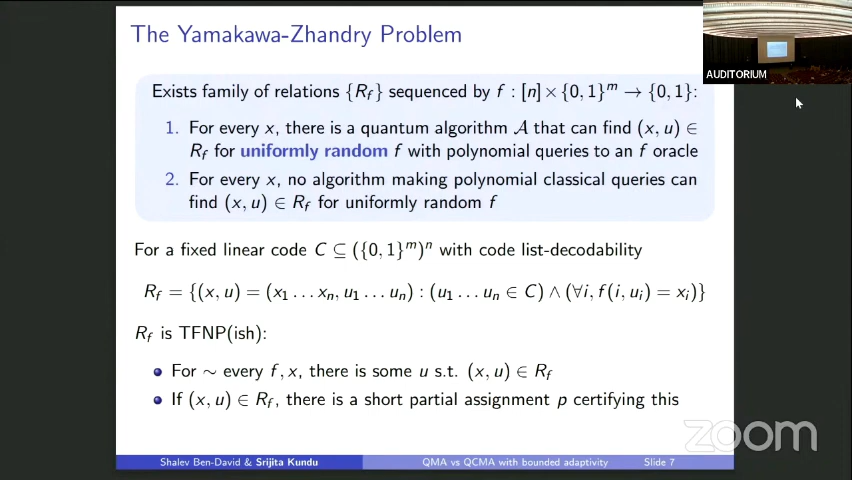 The Yamakawa-Zhandry Problem
AUDITORIUM
Exists family of relations {R_f} sequenced by f : [n] × {0, 1}^m → {0, 1}:
1. For every x, there is a quantum algorithm 𝒜 that can find (x, u) ∈
R_f for uniformly random f with polynomial queries to an f oracle
2. For every x, no algorithm making polynomial classical queries can
find (x, u) ∈ R_f for uniformly random f
For a fixed linear code C ⊆ ({0, 1}^m)^n with code list-decodability
R_f = {(x, u) = (x_1 … x_n, u_1 … u_n) : (u_1 … u_n ∈ C) ∧ (∀i, f(i, u_i) = x_i)}
R_f is TFNP(ish):
For ∼ every f, x, there is some u s.t. (x, u) ∈ R_f
If (x, u) ∈ R_f, there is a short partial assignment p certifying this
zoom
Shalev Ben-David & Srijita Kundu QMA vs QCMA with bounded adaptivity Slide 7